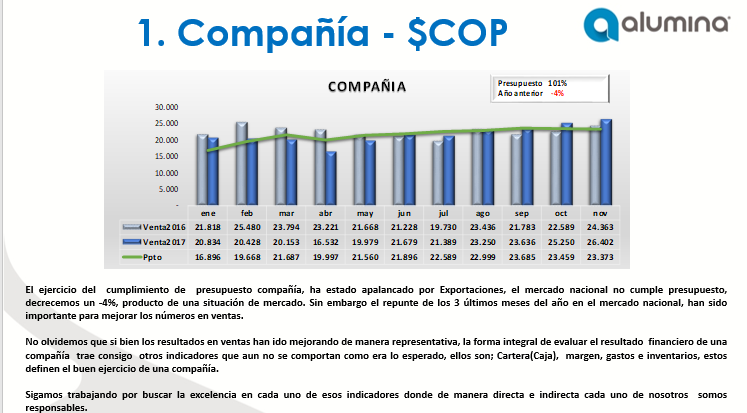 1. Compañía - $COP
alumina
COMPAÑIA
Presupuesto 101%
Año anterior -4%
30.000
25.000
20.000
15.000
10.000
5.000
-
ene feb mar abr may jun jul ago sep oct nov
Venta2016 21.818 25.480 23.794 23.221 21.668 21.228 19.730 23.436 21.783 22.589 24.363
Venta2017 20.834 20.428 20.153 16.532 19.979 21.679 21.389 23.250 23.636 25.250 26.402
Ppto 16.896 19.668 21.687 19.997 21.560 21.896 22.589 22.999 23.685 23.459 23.373
El ejercicio del cumplimiento de presupuesto compañía, ha estado apalancado por Exportaciones, el mercado nacional no cumple presupuesto,
decrecemos un -4%, producto de una situación de mercado. Sin embargo el repunte de los 3 últimos meses del año en el mercado nacional, han sido
importante para mejorar los números en ventas.
No olvidemos que si bien los resultados en ventas han ido mejorando de manera representativa, la forma integral de evaluar el resultado financiero de una
compañía trae consigo otros indicadores que aun no se comportan como era lo esperado, ellos son; Cartera(Caja), margen, gastos e inventarios, estos
definen el buen ejercicio de una compañía.
Sigamos trabajando por buscar la excelencia en cada uno de esos indicadores donde de manera directa e indirecta cada uno de nosotros somos
responsables.